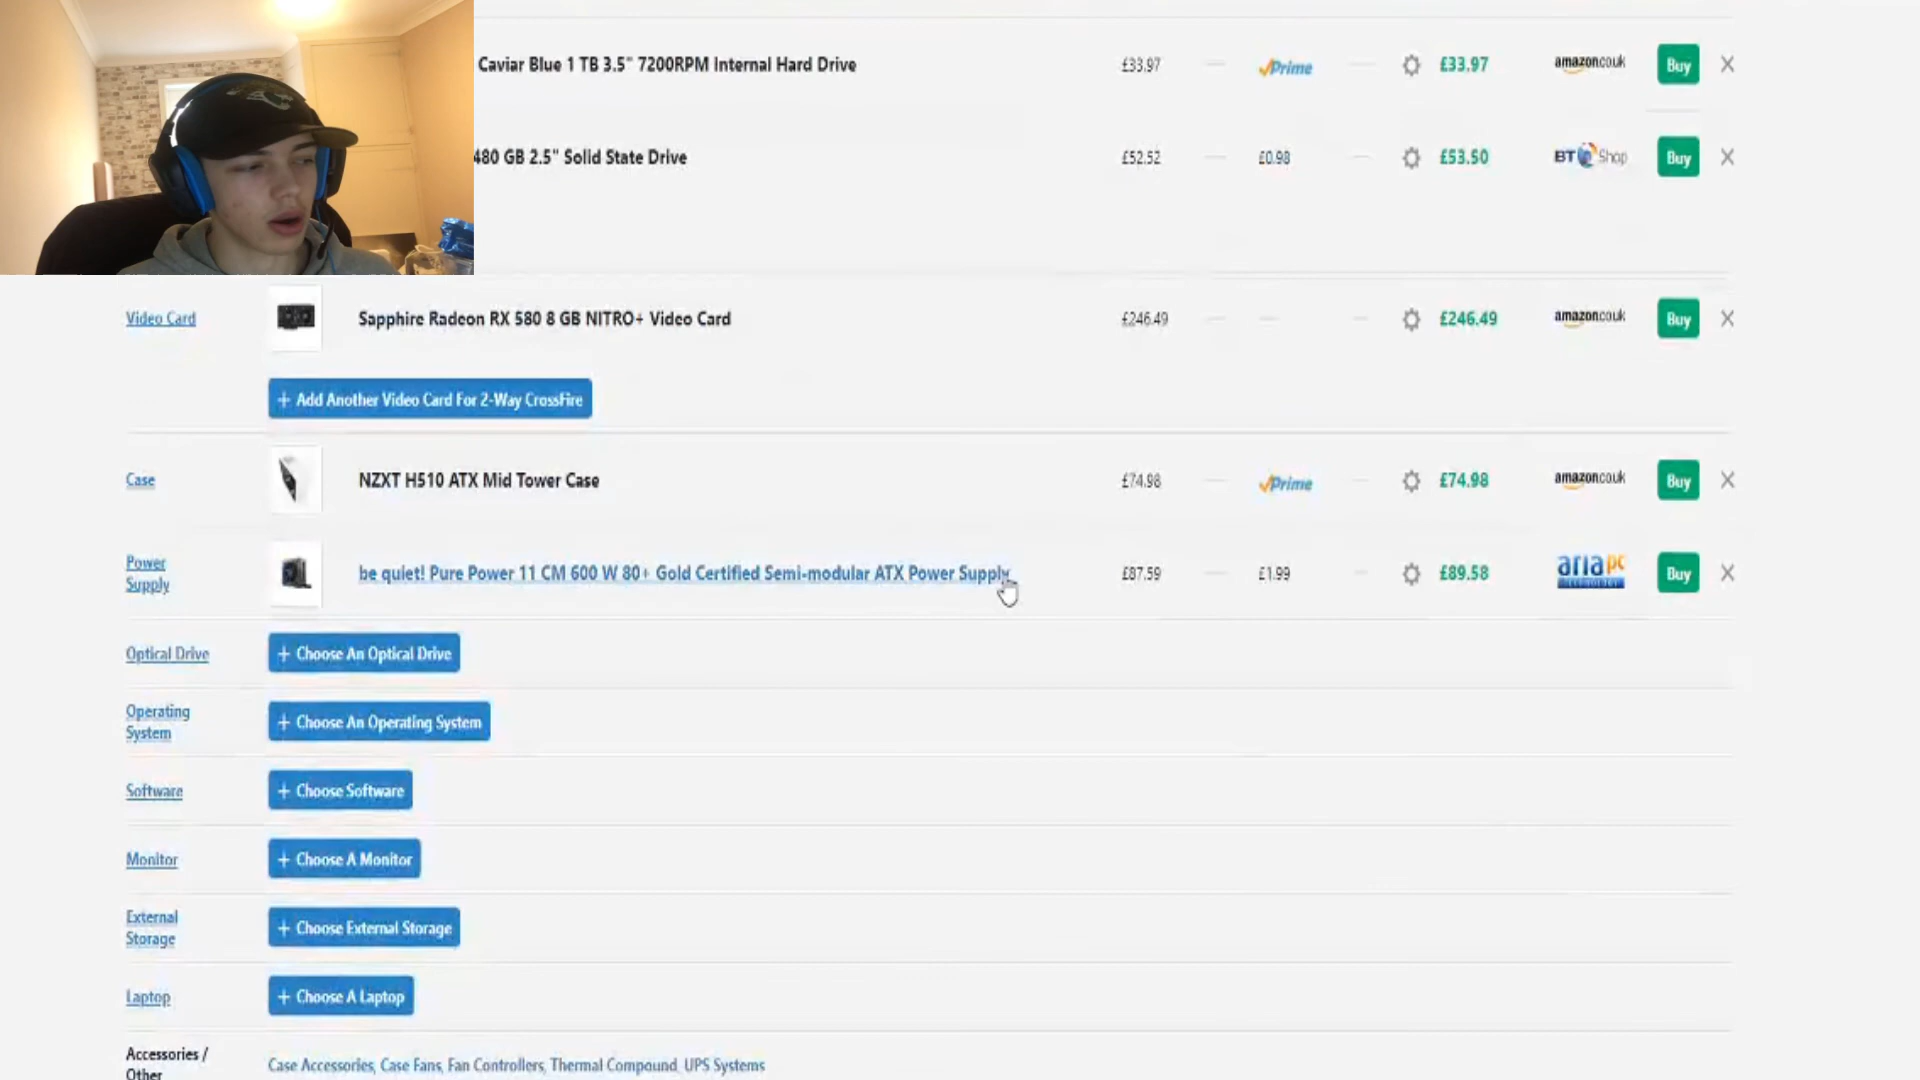 Caviar Blue 1 TB 3.5" 7200RPM Internal Hard Drive £33.97 Prime £33.97 amazon.co.uk Buy
480 GB 2.5" Solid State Drive £52.52 £0.98 £53.50 BT Shop Buy
Video Card Sapphire Radeon RX 580 8 GB NITRO+ Video Card £246.49 £246.49 amazon.co.uk Buy
+ Add Another Video Card For 2-Way CrossFire
Case NZXT H510 ATX Mid Tower Case £74.98 Prime £74.98 amazon.co.uk Buy
Power
Supply be quiet! Pure Power 11 CM 600 W 80+ Gold Certified Semi-modular ATX Power Supply £87.59 £1.99 £89.58 aria pc TECHNOLOGY Buy
Optical Drive + Choose An Optical Drive
Operating
System + Choose An Operating System
Software + Choose Software
Monitor + Choose A Monitor
External
Storage + Choose External Storage
Laptop + Choose A Laptop
Accessories /
Other Case Accessories, Case Fans, Fan Controllers, Thermal Compound, UPS Systems